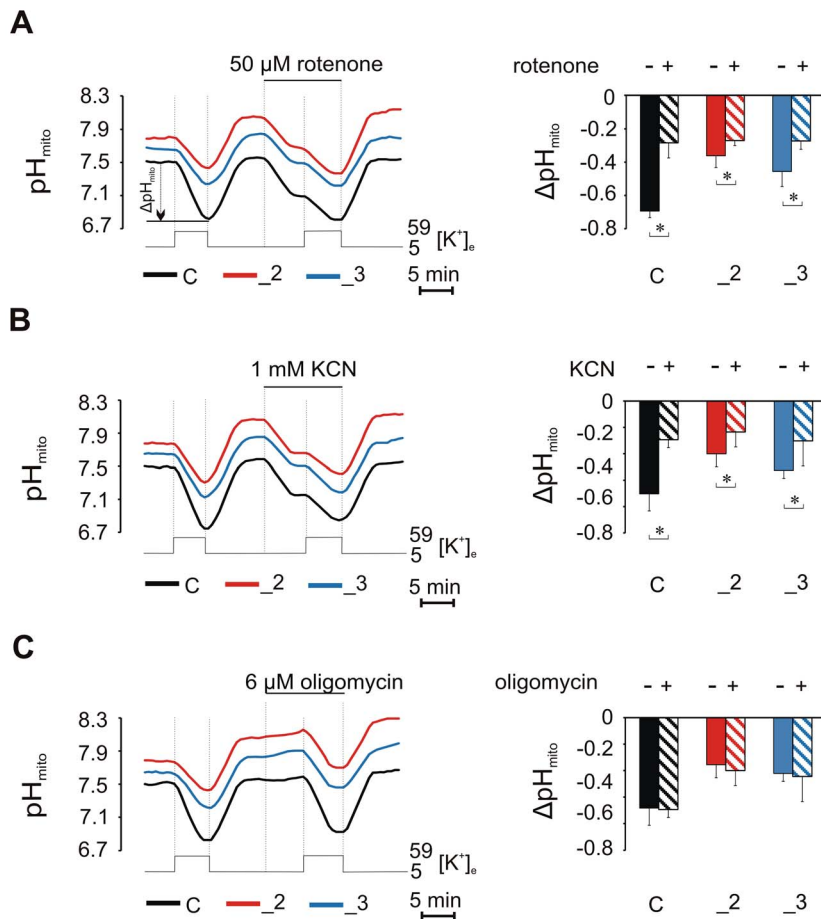 A
50 µM rotenone
rotenone - + - + - +
8.3
7.9
7.5
7.1
6.7
pHmito
ΔpHmito
59
5 [K+]e
C _2 _3 5 min
0
-0.2
-0.4
-0.6
-0.8
ΔpHmito
* * *
C _2 _3
B
1 mM KCN
KCN - + - + - +
8.3
7.9
7.5
7.1
6.7
pHmito
59
5 [K+]e
C _2 _3 5 min
0
-0.2
-0.4
-0.6
-0.8
ΔpHmito
* * *
C _2 _3
C
6 µM oligomycin
oligomycin - + - + - +
8.3
7.9
7.5
7.1
6.7
pHmito
59
5 [K+]e
C _2 _3 5 min
0
-0.2
-0.4
-0.6
-0.8
ΔpHmito
C _2 _3